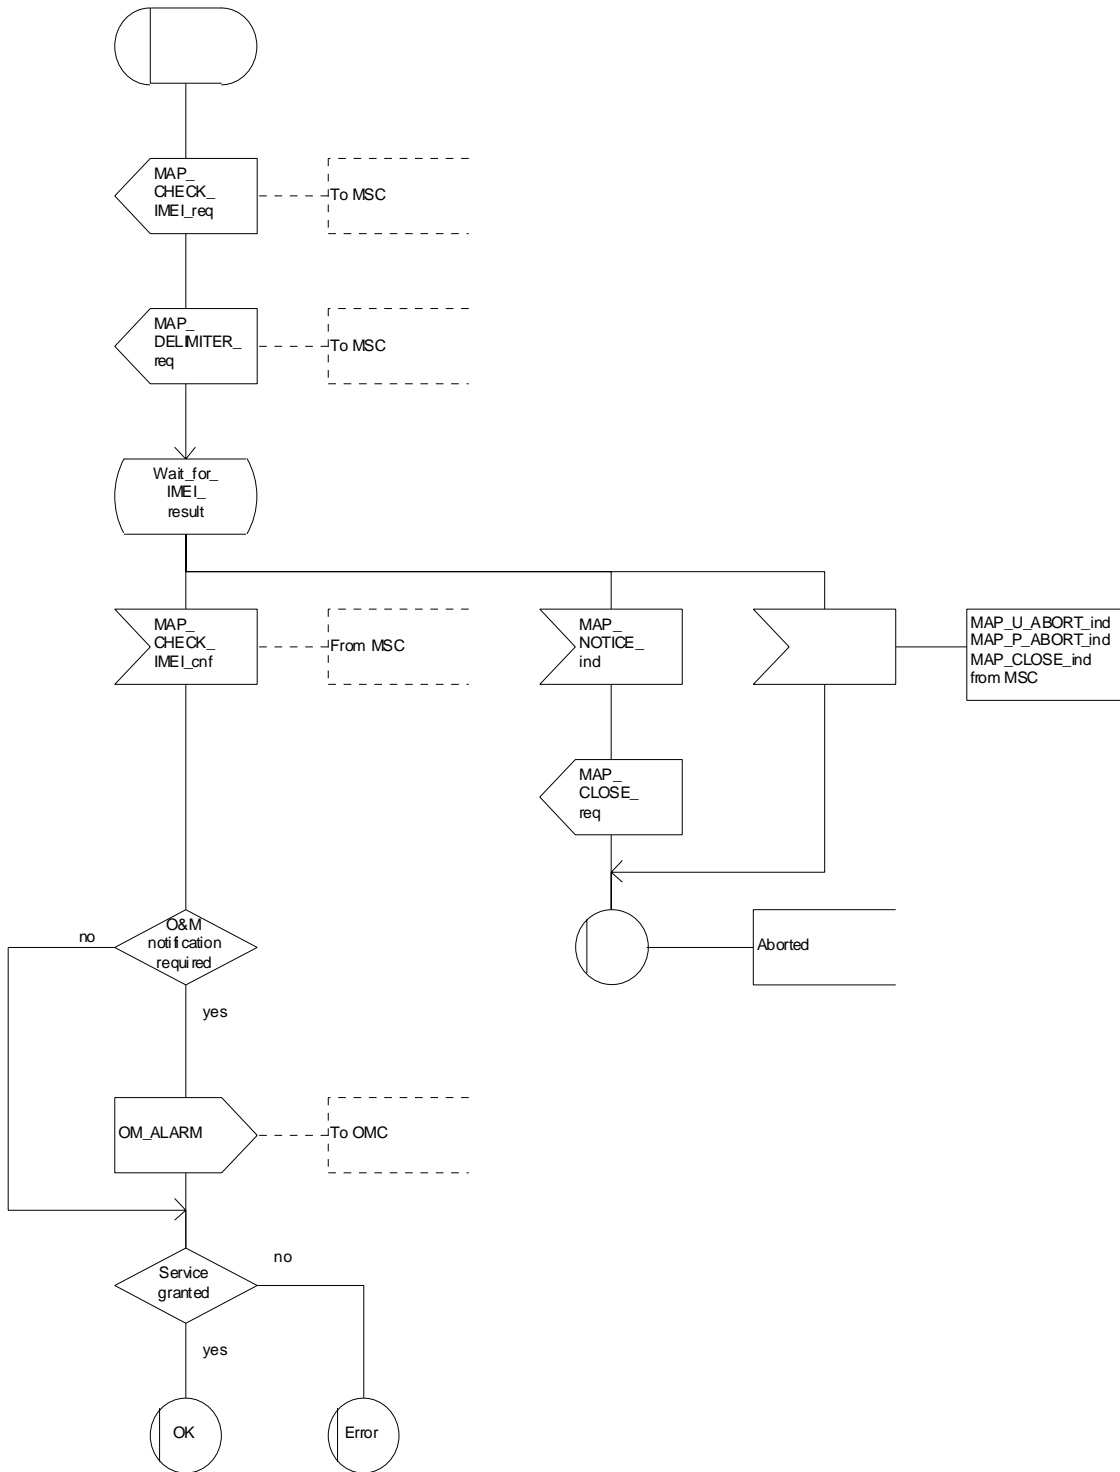 MAP_
CHECK_
IMEI_req
To MSC
MAP_
DELIMITER_
req
To MSC
Wait_for_
IMEI_
result
MAP_
CHECK_
IMEI_cnf
From MSC
MAP_
NOTICE_
ind
MAP_U_ABORT_ind
MAP_P_ABORT_ind
MAP_CLOSE_ind
from MSC
MAP_
CLOSE_
req
O&M
notification
required
no
yes
Aborted
OM_ALARM
To OMC
Service
granted
no
yes
OK
Error